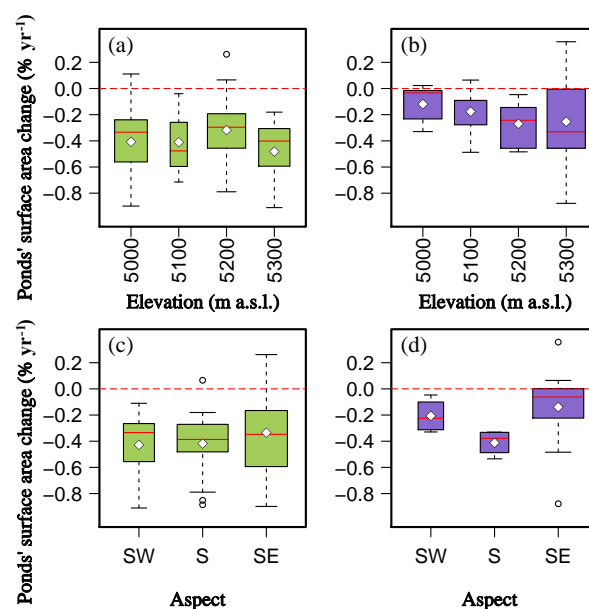 (a)
(b)
Ponds' surface area change (% yr⁻¹)
0.2
0.0
−0.2
−0.4
−0.6
−0.8
0.2
0.0
−0.2
−0.4
−0.6
−0.8
5000
5100
5200
5300
5000
5100
5200
5300
Elevation (m a.s.l.)
Elevation (m a.s.l.)
(c)
(d)
Ponds' surface area change (% yr⁻¹)
0.2
0.0
−0.2
−0.4
−0.6
−0.8
0.2
0.0
−0.2
−0.4
−0.6
−0.8
SW S SE
SW S SE
Aspect
Aspect